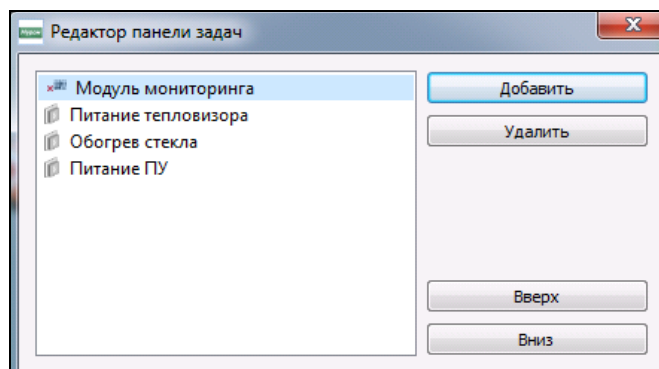 Редактор панели задач
Модуль мониторинга
Питание тепловизора
Обогрев стекла
Питание ПУ
Добавить
Удалить
Вверх
Вниз